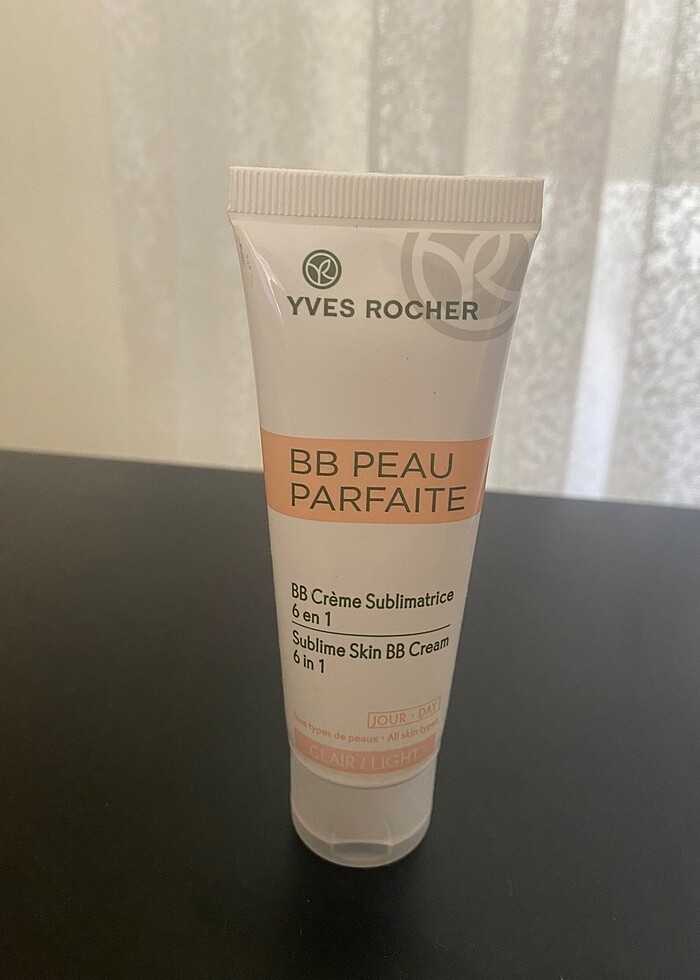 YVES ROCHER
BB PEAU
PARFAITE
BB Crème Sublimatrice
6 en 1
Sublime Skin BB Cream
6 in 1
JOUR • DAY
Tous types de peaux • All skin types
CLAIR / LIGHT